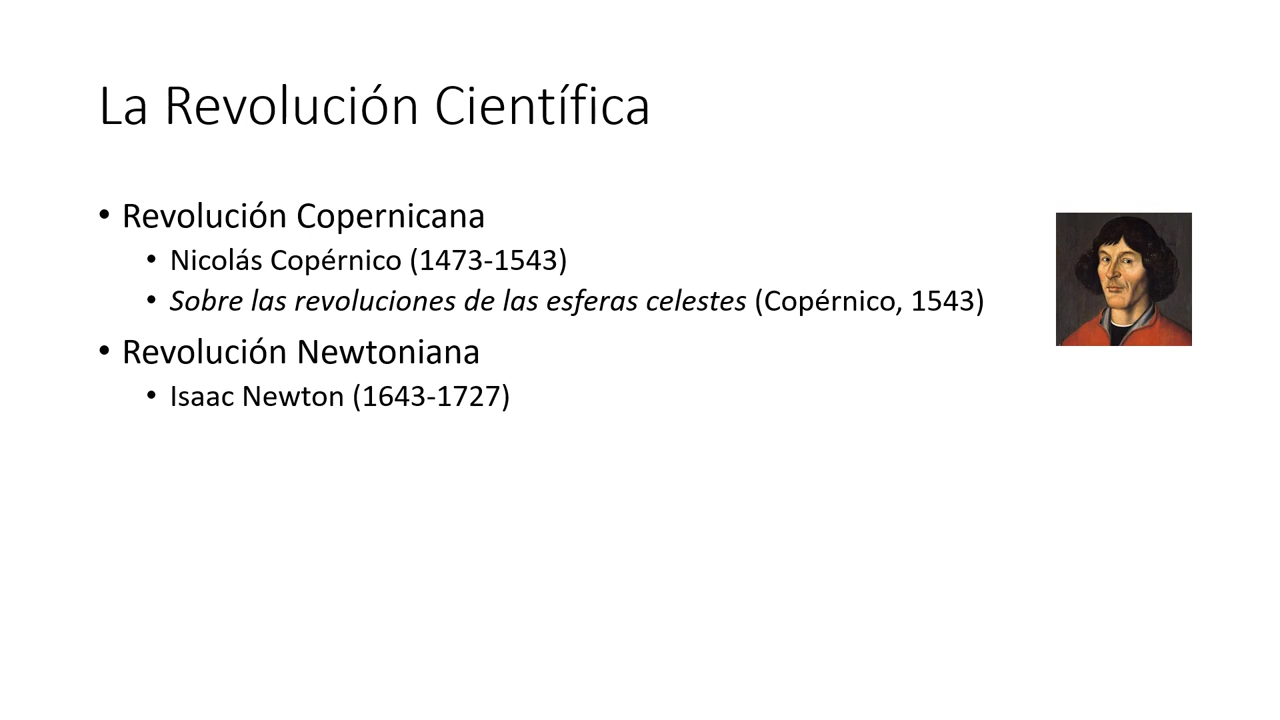 La Revolución Científica
• Revolución Copernicana
• Nicolás Copérnico (1473-1543)
• Sobre las revoluciones de las esferas celestes (Copérnico, 1543)
• Revolución Newtoniana
• Isaac Newton (1643-1727)